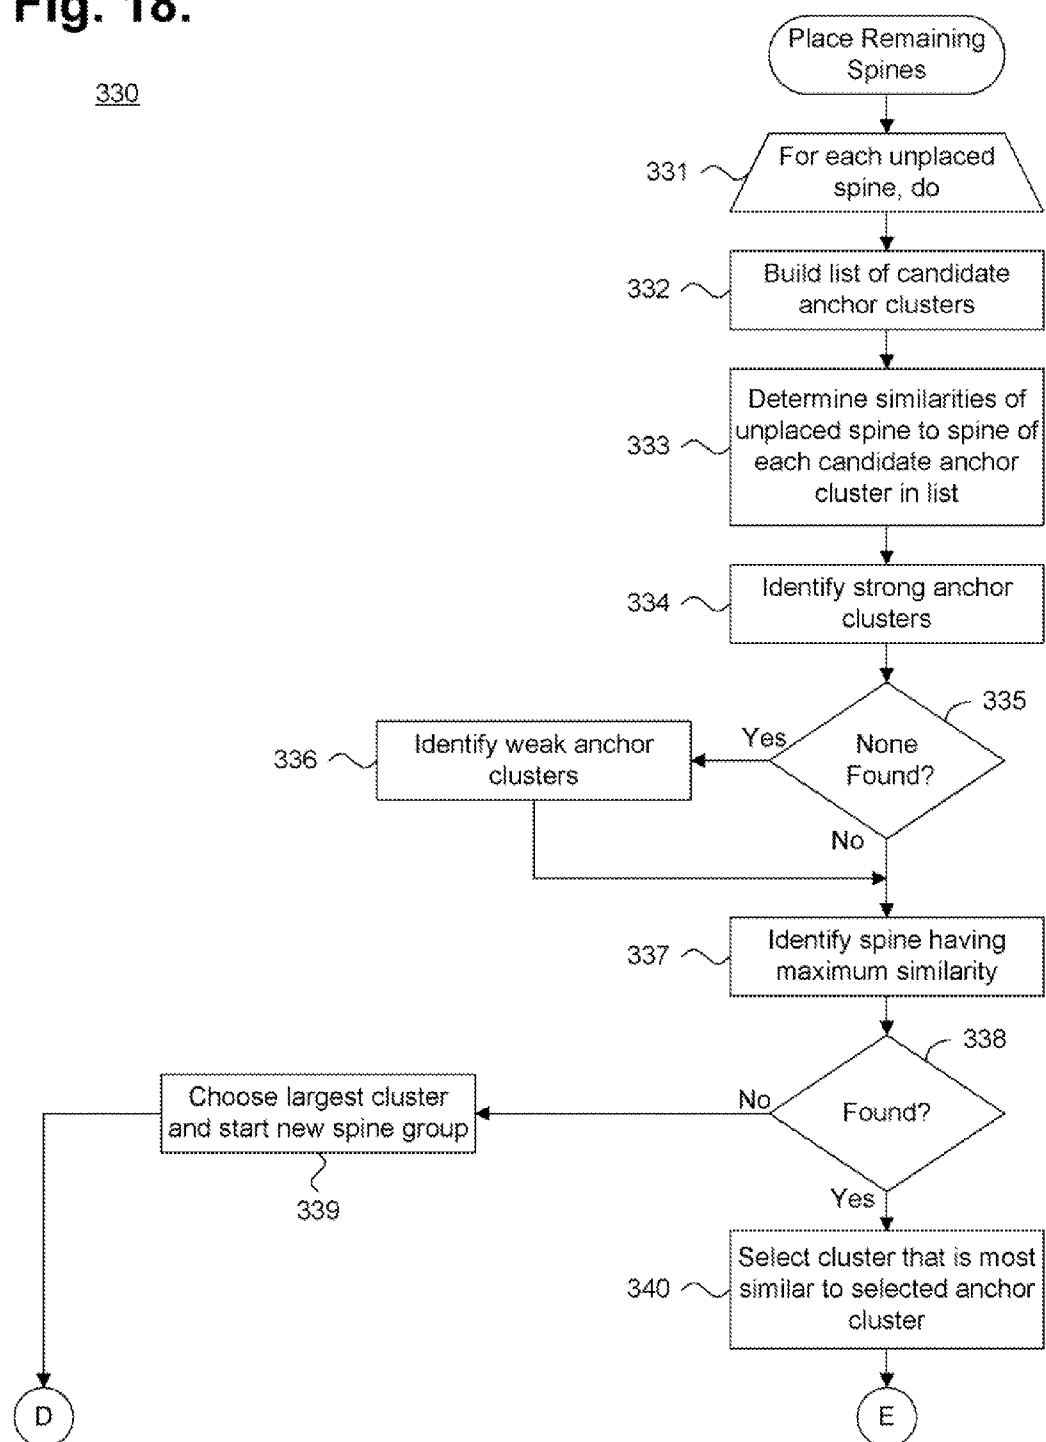 Fig. 18.
330
Place Remaining
Spines
331
For each unplaced
spine, do
332
Build list of candidate
anchor clusters
333
Determine similarities of
unplaced spine to spine of
each candidate anchor
cluster in list
334
Identify strong anchor
clusters
335
None
Found?
Yes
No
336
Identify weak anchor
clusters
337
Identify spine having
maximum similarity
338
Found?
No
Yes
Choose largest cluster
and start new spine group
339
340
Select cluster that is most
similar to selected anchor
cluster
D
E